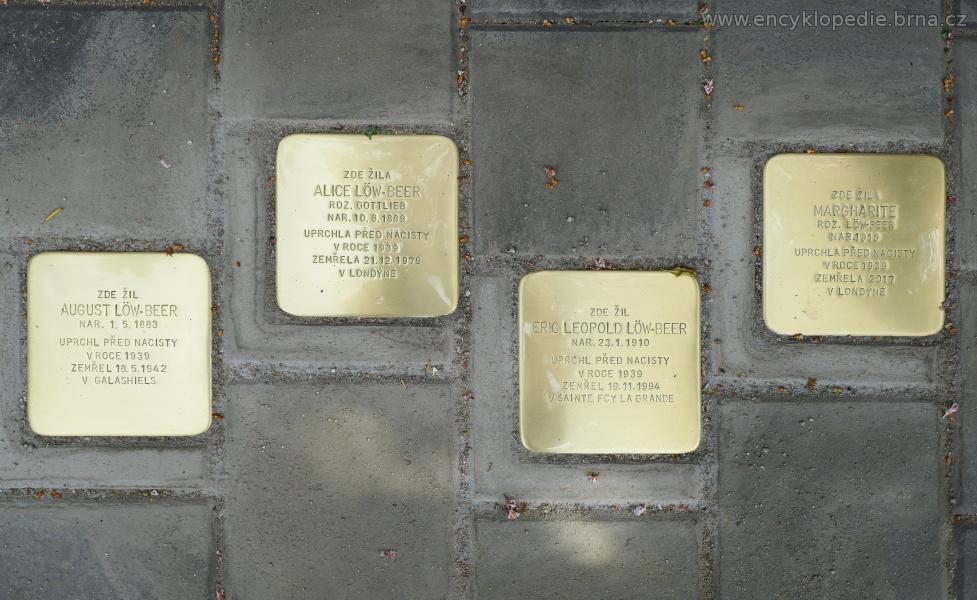 www.encyklopedie.brna.cz
ZDE ŽIL
AUGUST LÖW-BEER
NAR. 1. 5. 1883
UPRCHL PŘED NACISTY
V ROCE 1939
ZEMŘEL 18.5.1942
V GALASHIELS
ZDE ŽILA
ALICE LÖW-BEER
ROZ. GOTTLIEB
NAR. 10. 8. 1889
UPRCHLA PŘED NACISTY
V ROCE 1939
ZEMŘELA 21.12.1979
V LONDÝNĚ
ZDE ŽIL
ERIC LEOPOLD LÖW-BEER
NAR. 23.1.1910
UPRCHL PŘED NACISTY
V ROCE 1939
ZEMŘEL 19.11.1994
V SAINTE FCY LA GRANDE
ZDE ŽILA
MARGHARITE
ROZ. LÖW-BEER
NAR.1919
UPRCHLA PŘED NACISTY
V ROCE 1939
ZEMŘELA 2017
V LONDÝNĚ